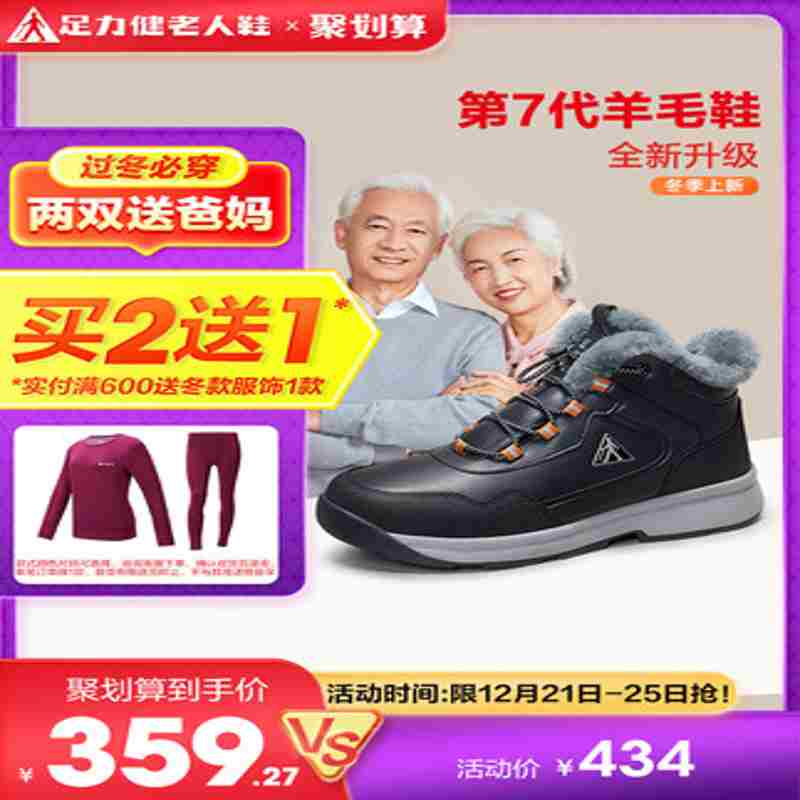 足力健老人鞋 × 聚划算
第7代羊毛鞋
全新升级
冬季上新
过冬必穿
两双送爸妈
买2送1*
*实付满600送冬款服饰1款
聚划算到手价
¥359.27
VS
活动时间:限12月21日-25日抢!
活动价 ¥434